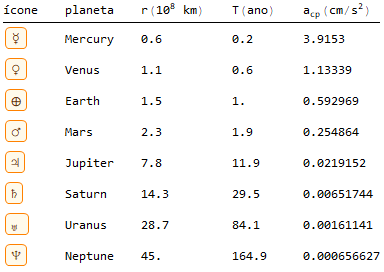 ícone planeta r (10⁸ km) T (ano) a_cp (cm/s²)
☿ Mercury 0.6 0.2 3.9153
♀ Venus 1.1 0.6 1.13339
⊕ Earth 1.5 1. 0.592969
♂ Mars 2.3 1.9 0.254864
♃ Jupiter 7.8 11.9 0.0219152
♄ Saturn 14.3 29.5 0.00651744
♅ Uranus 28.7 84.1 0.00161141
♆ Neptune 45. 164.9 0.000656627